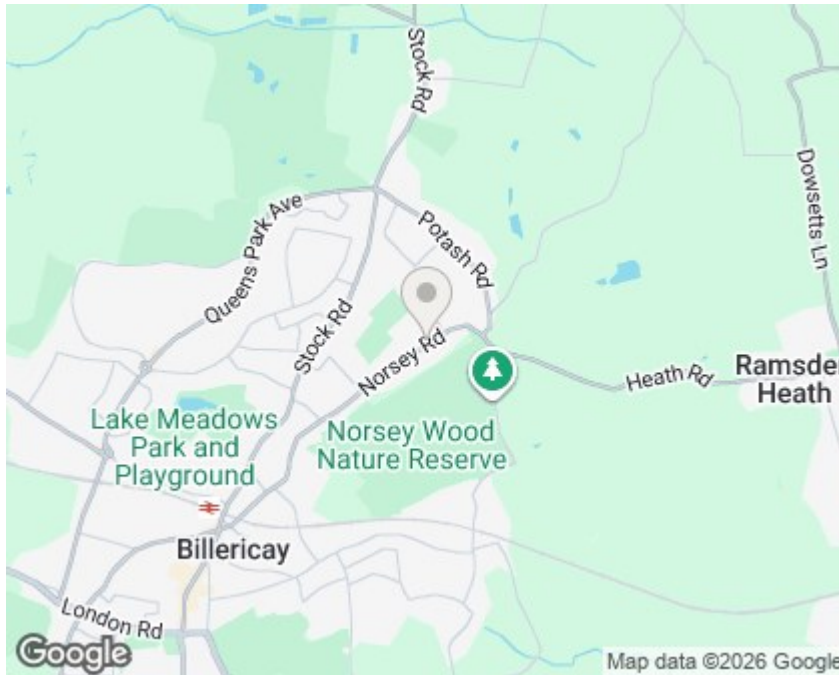 Stock Rd
Dowsetts Ln
Queens Park Ave
Potash Rd
Stock Rd
Norsey Rd
Heath Rd
Ramsden
Heath
Lake Meadows
Park and
Playground
Norsey Wood
Nature Reserve
Billericay
London Rd
Google
Map data ©2026 Google